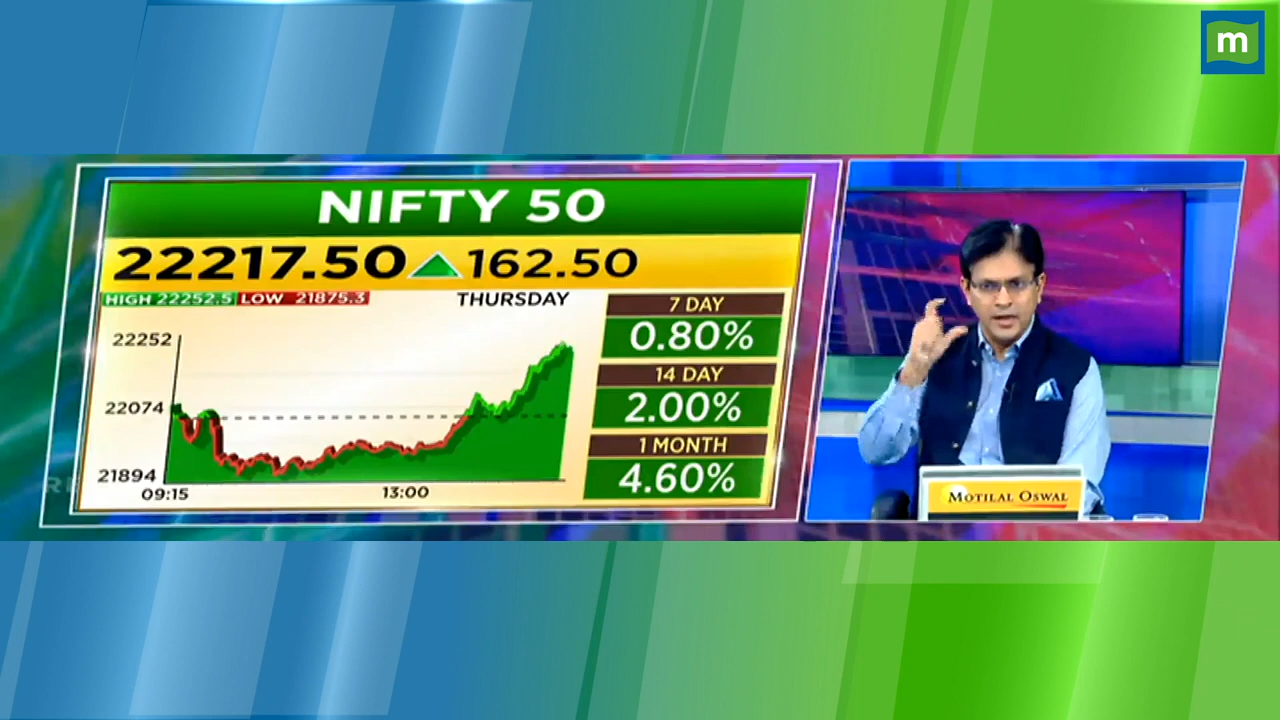 m
NIFTY 50
22217.50 ▲ 162.50
HIGH 22252.5 LOW 21875.3
THURSDAY
22252
22074
21894
09:15
13:00
7 DAY
0.80%
14 DAY
2.00%
1 MONTH
4.60%
MOTILAL OSWAL